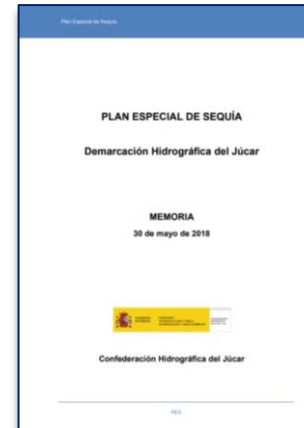 Plan Especial de Sequía
PLAN ESPECIAL DE SEQUÍA
Demarcación Hidrográfica del Júcar
MEMORIA
30 de mayo de 2018
Confederación Hidrográfica del Júcar
PES